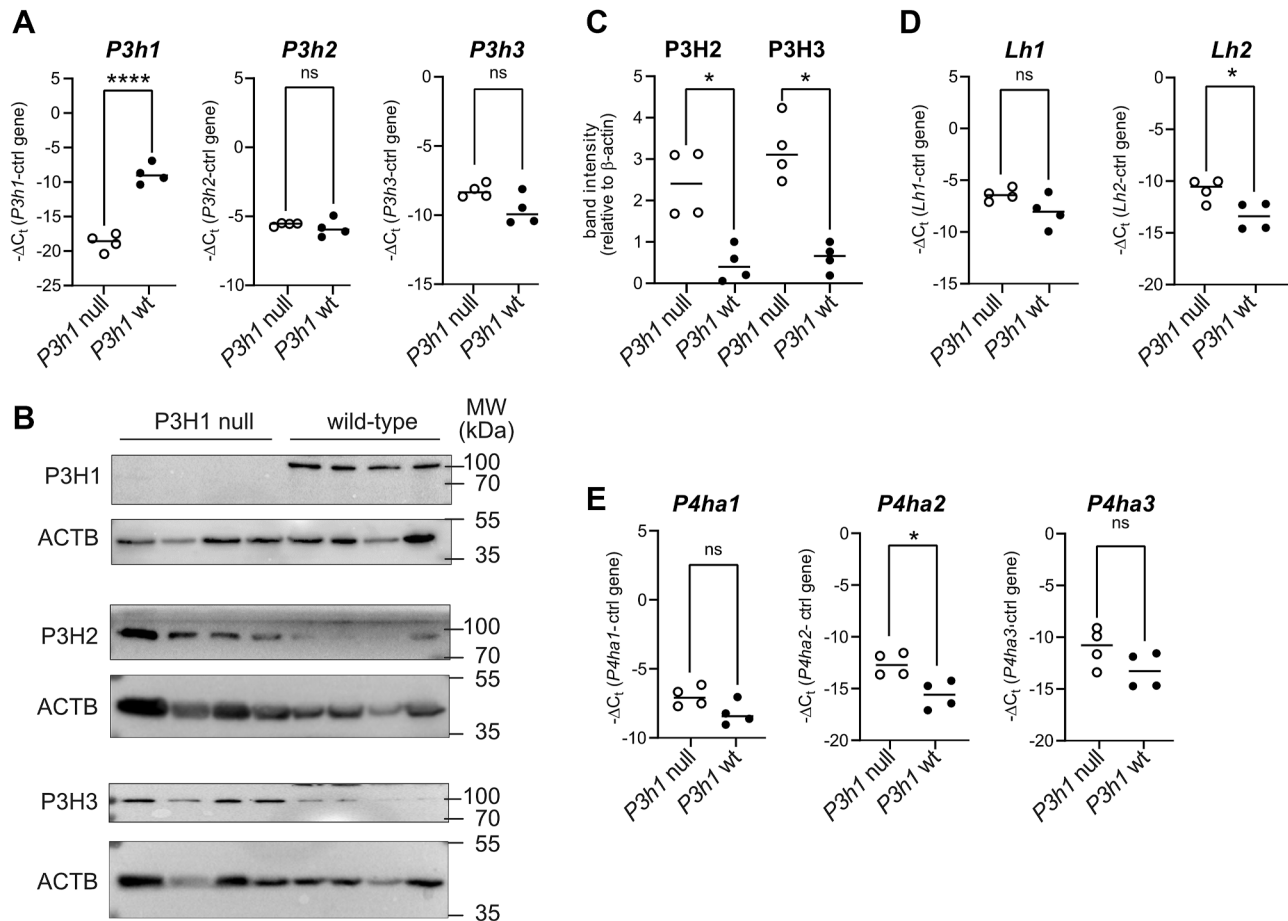 A
P3h1
****
-ΔCt (P3h1-ctrl gene)
5
0
-5
-10
-15
-20
-25
P3h1 null
P3h1 wt
P3h2
ns
-ΔCt (P3h2-ctrl gene)
5
0
-5
-10
P3h1 null
P3h1 wt
P3h3
ns
-ΔCt (P3h3-ctrl gene)
0
-5
-10
-15
P3h1 null
P3h1 wt
B
P3H1 null
wild-type
MW
(kDa)
P3H1
100
70
ACTB
55
35
P3H2
100
70
ACTB
55
35
P3H3
100
70
ACTB
55
35
C
P3H2
P3H3
*
*
band intensity
(relative to β-actin)
5
4
3
2
1
0
P3h1 null
P3h1 wt
P3h1 null
P3h1 wt
D
Lh1
ns
-ΔCt (Lh1-ctrl gene)
5
0
-5
-10
-15
P3h1 null
P3h1 wt
Lh2
*
-ΔCt (Lh2-ctrl gene)
0
-5
-10
-15
-20
P3h1 null
P3h1 wt
E
P4ha1
ns
-ΔCt (P4ha1- ctrl gene)
5
0
-5
-10
P3h1 null
P3h1 wt
P4ha2
*
-ΔCt (P4ha2- ctrl gene)
0
-5
-10
-15
-20
P3h1 null
P3h1 wt
P4ha3
ns
-ΔCt (P4ha3-ctrl gene)
0
-5
-10
-15
-20
P3h1 null
P3h1 wt